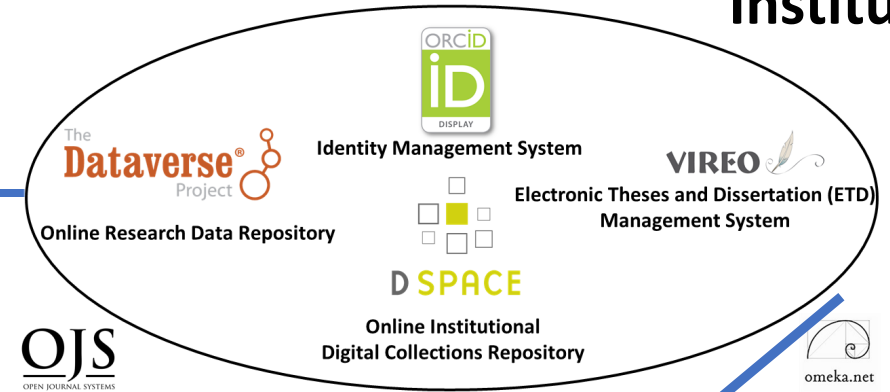 Institu
ORCID
iD
DISPLAY
Identity Management System
The
Dataverse®
Project
Online Research Data Repository
VIREO
Electronic Theses and Dissertation (ETD)
Management System
D SPACE
Online Institutional
Digital Collections Repository
OJS
OPEN JOURNAL SYSTEMS
omeka.net